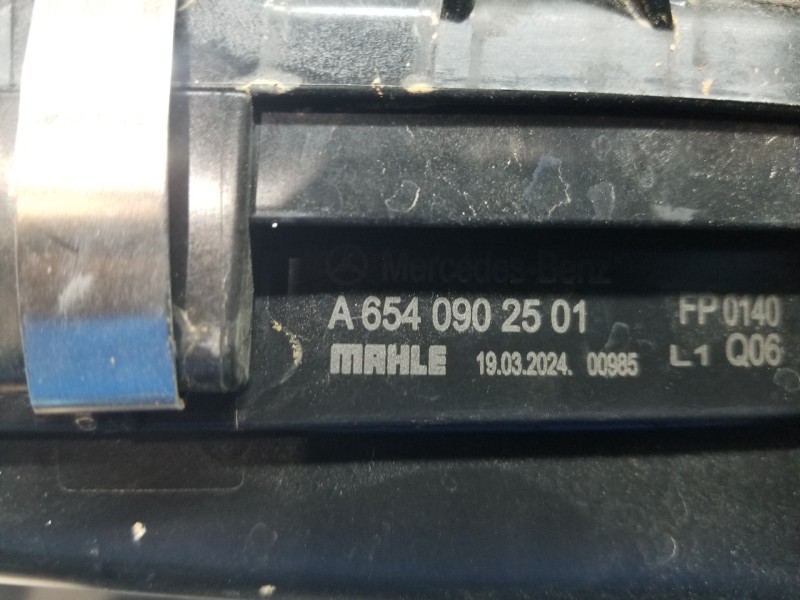 Mercedes-Benz
A 654 090 25 01 FP 0140
MAHLE 19.03.2024. 00985 L1 Q06